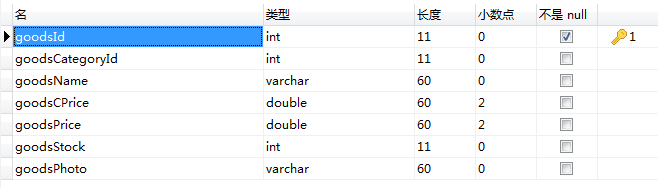 名 类型 长度 小数点 不是 null
goodsId int 11 0 1
goodsCategoryId int 11 0
goodsName varchar 60 0
goodsCPrice double 60 2
goodsPrice double 60 2
goodsStock int 11 0
goodsPhoto varchar 60 0